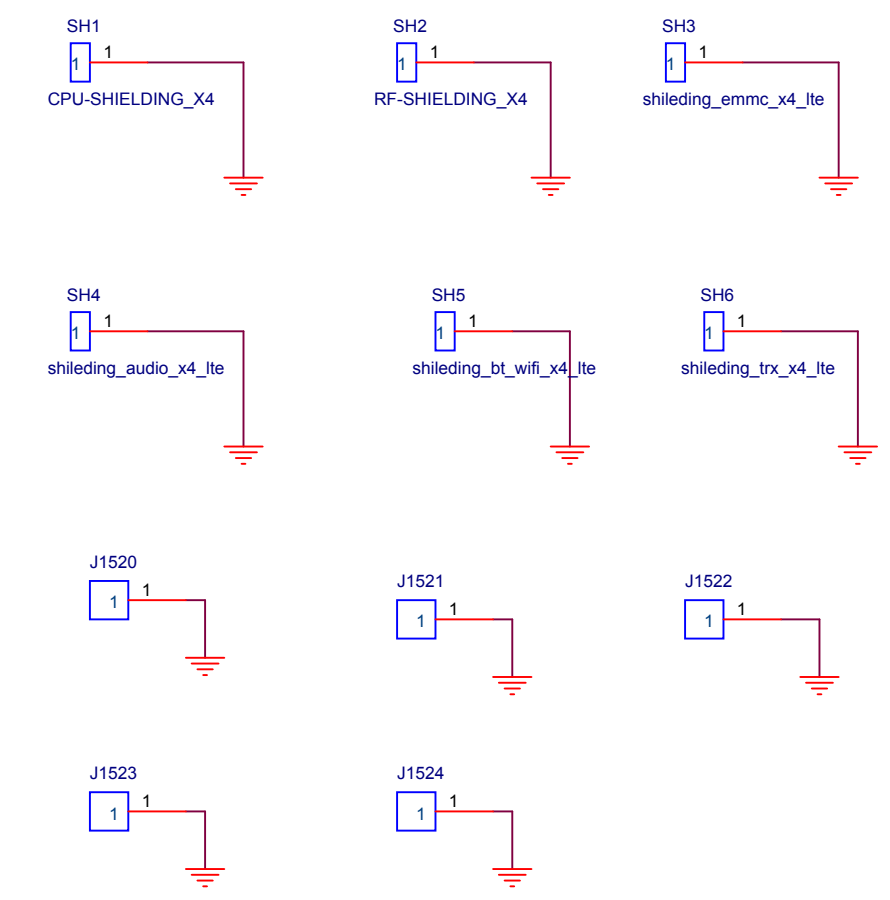 SH1 SH2 SH3
1 1 1 1 1 1
CPU-SHIELDING_X4 RF-SHIELDING_X4 shileding_emmc_x4_lte
SH4 SH5 SH6
1 1 1 1 1 1
shileding_audio_x4_lte shileding_bt_wifi_x4_lte shileding_trx_x4_lte
J1520
1 1
J1521 J1522
1 1 1 1
J1523 J1524
1 1 1 1